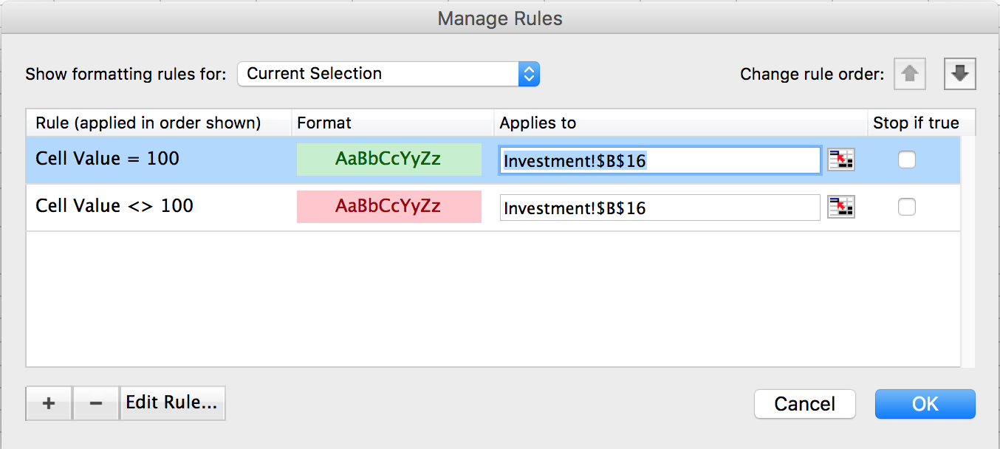 Manage Rules
Show formatting rules for: Current Selection Change rule order:
Rule (applied in order shown) Format Applies to Stop if true
Cell Value = 100 AaBbCcYyZz Investment!$B$16
Cell Value <> 100 AaBbCcYyZz Investment!$B$16
+ − Edit Rule... Cancel OK